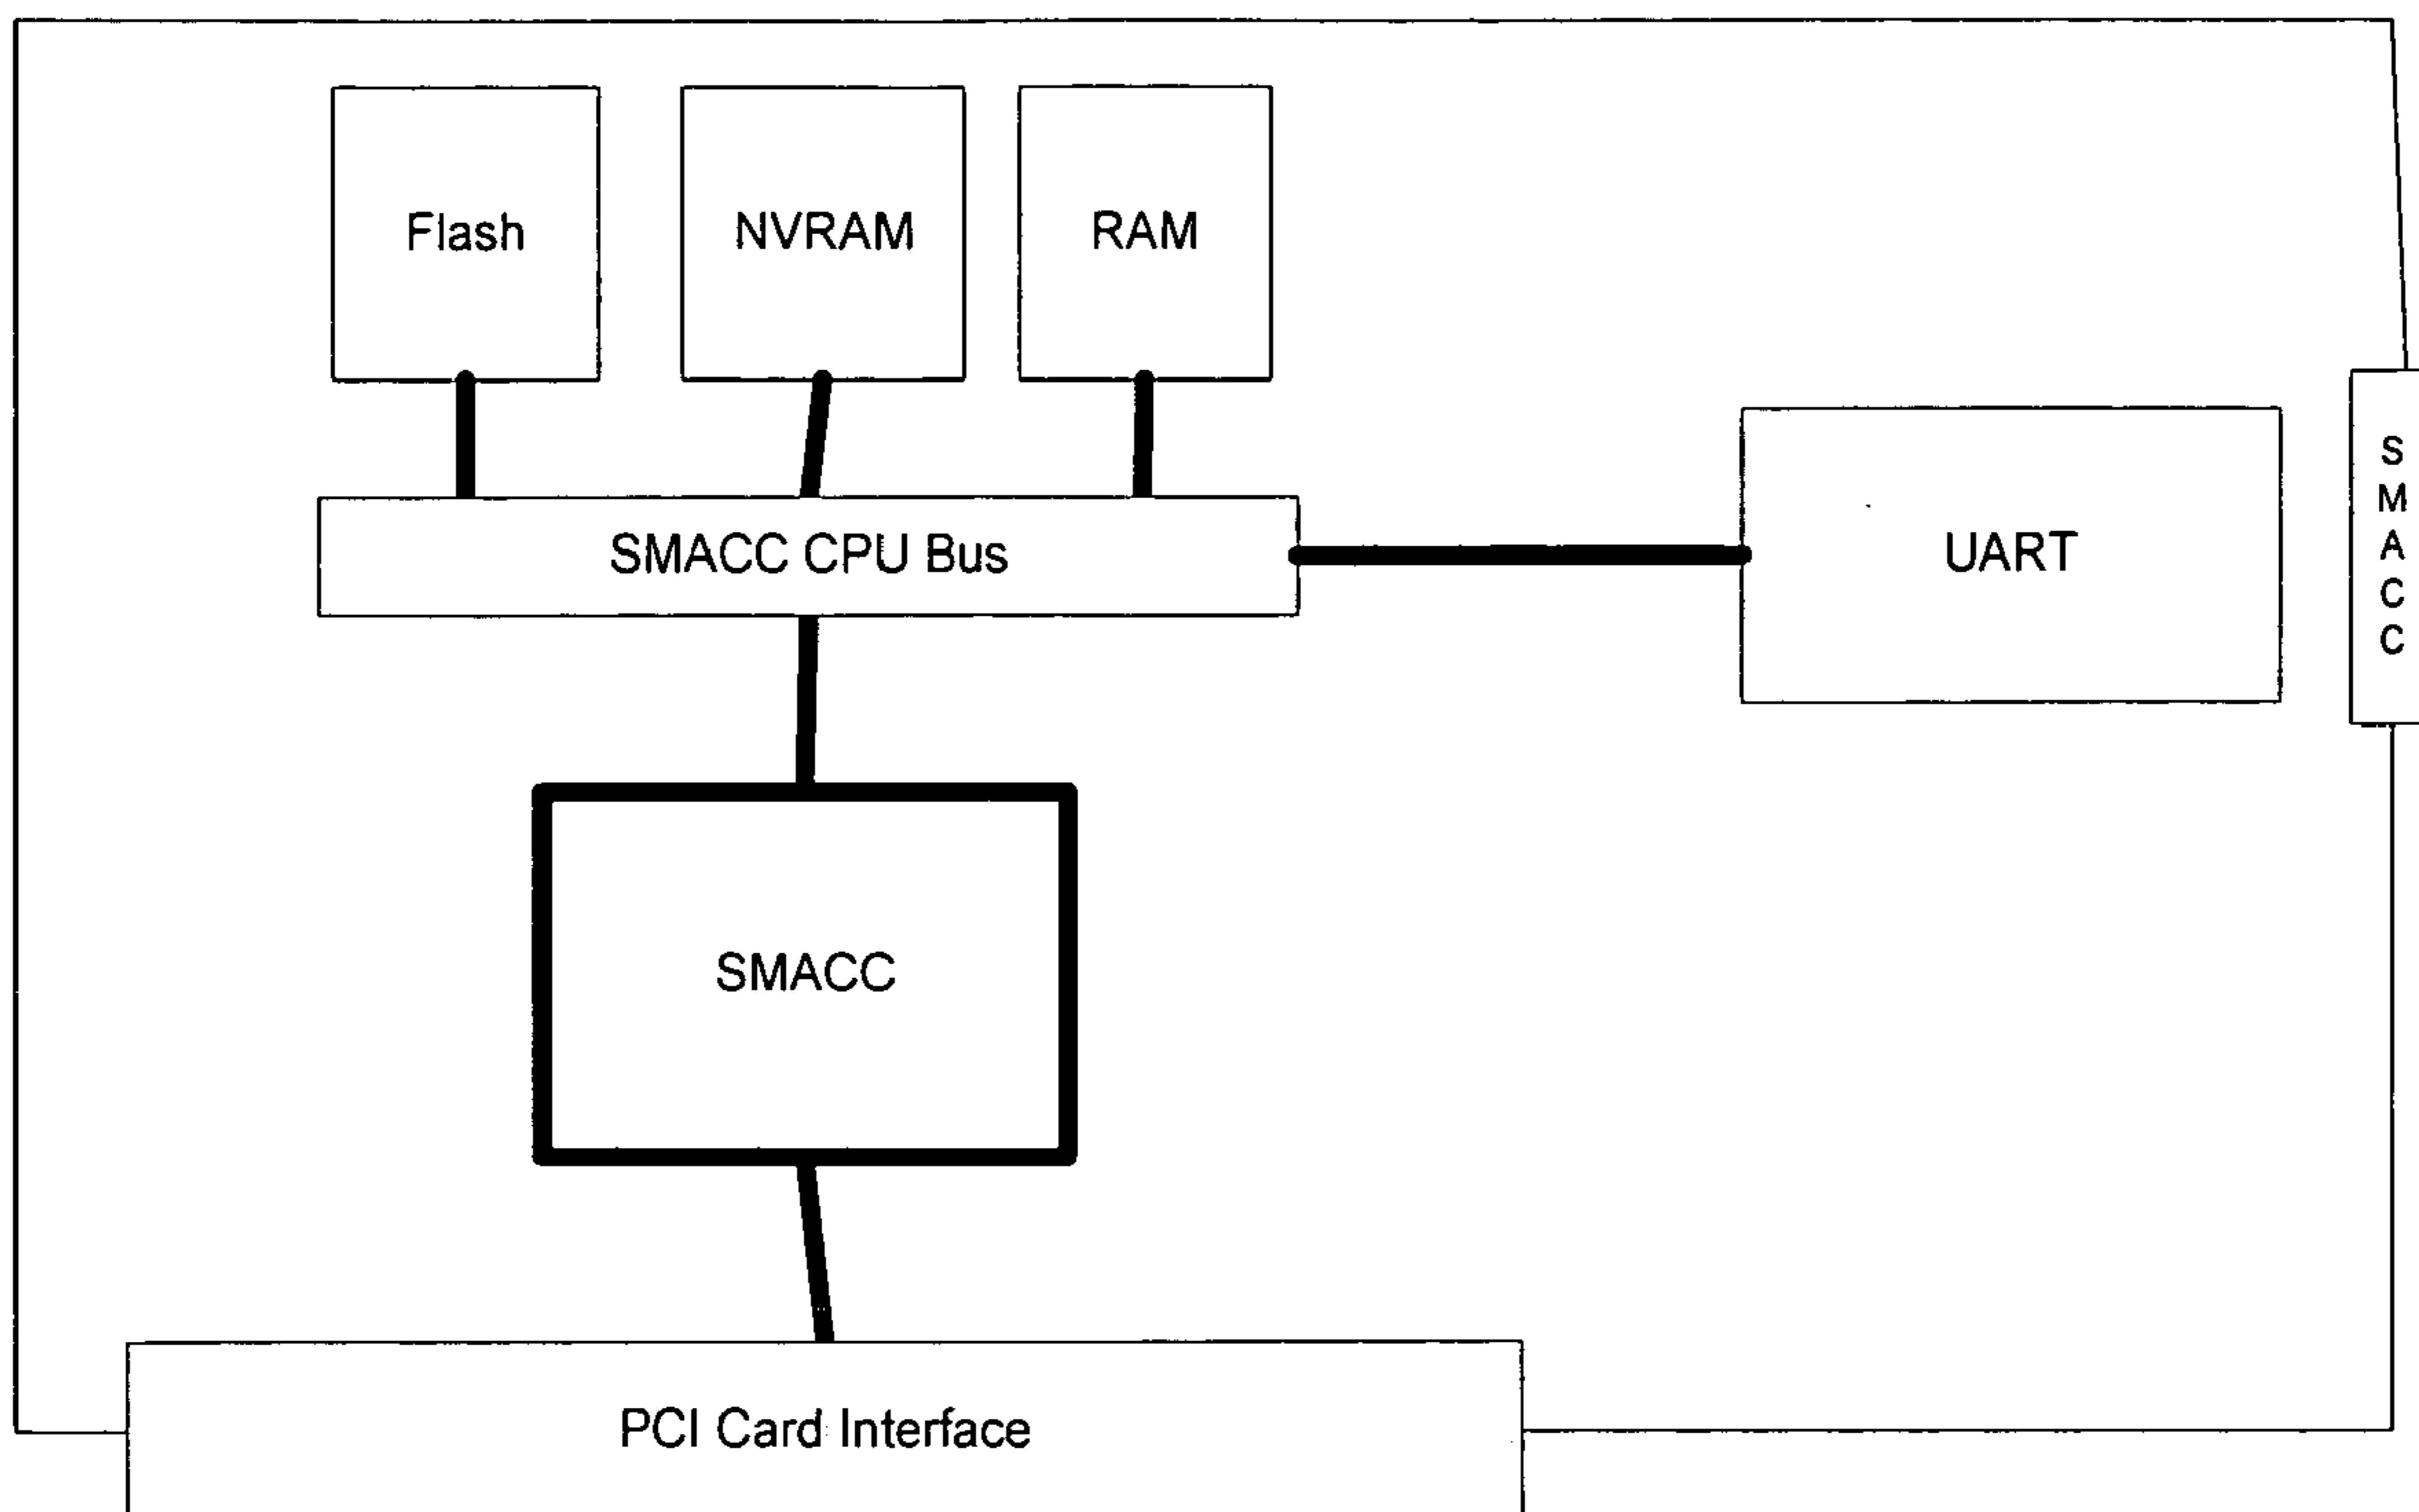 Flash
NVRAM
RAM
SMACC CPU Bus
UART
S
M
A
C
C
SMACC
PCI Card Interface